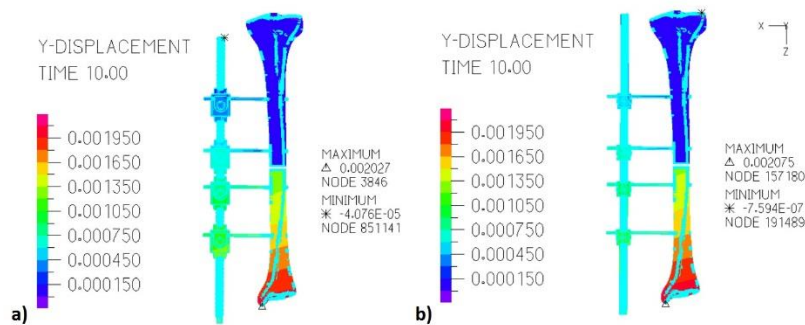 Y-DISPLACEMENT
TIME 10.00
0.001950
0.001650
0.001350
0.001050
0.000750
0.000450
0.000150
MAXIMUM
Δ 0.002027
NODE 3846
MINIMUM
* -4.076E-05
NODE 851141
a)
Y-DISPLACEMENT
TIME 10.00
0.001950
0.001650
0.001350
0.001050
0.000750
0.000450
0.000150
X Y
Z
MAXIMUM
Δ 0.002075
NODE 157180
MINIMUM
* -7.594E-07
NODE 191489
b)